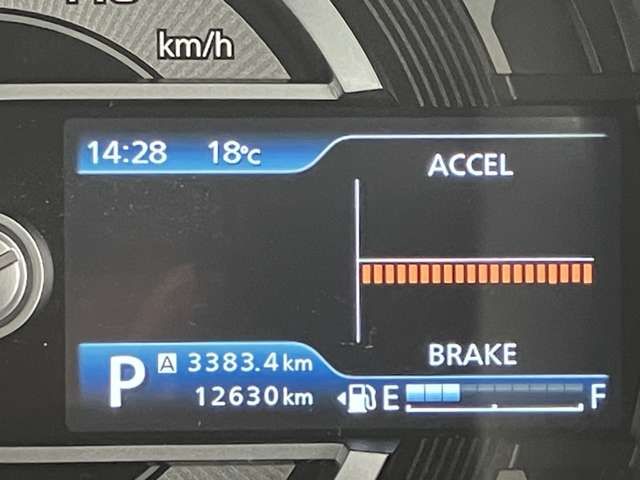 km/h
14:28 18°C
ACCEL
BRAKE
P A 3383.4km
12630km
E F